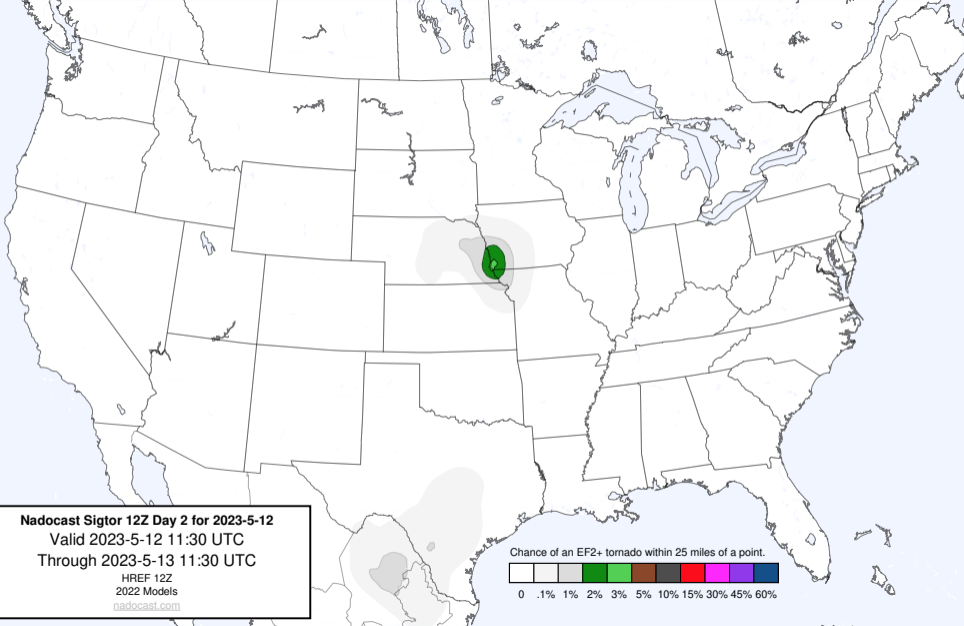 Nadocast Sigtor 12Z Day 2 for 2023-5-12
Valid 2023-5-12 11:30 UTC
Through 2023-5-13 11:30 UTC
HREF 12Z
2022 Models
nadocast.com
Chance of an EF2+ tornado within 25 miles of a point.
0 .1% 1% 2% 3% 5% 10% 15% 30% 45% 60%